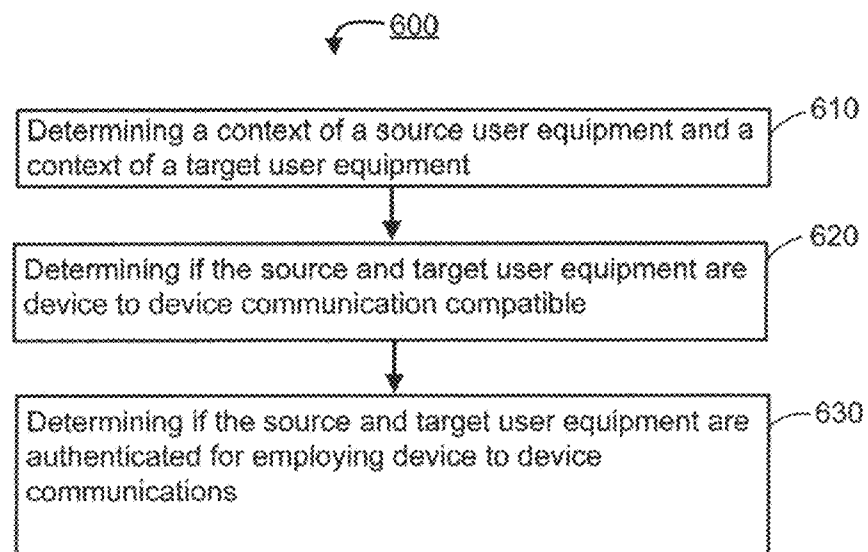 600
610
Determining a context of a source user equipment and a
context of a target user equipment
620
Determining if the source and target user equipment are
device to device communication compatible
630
Determining if the source and target user equipment are
authenticated for employing device to device
communications